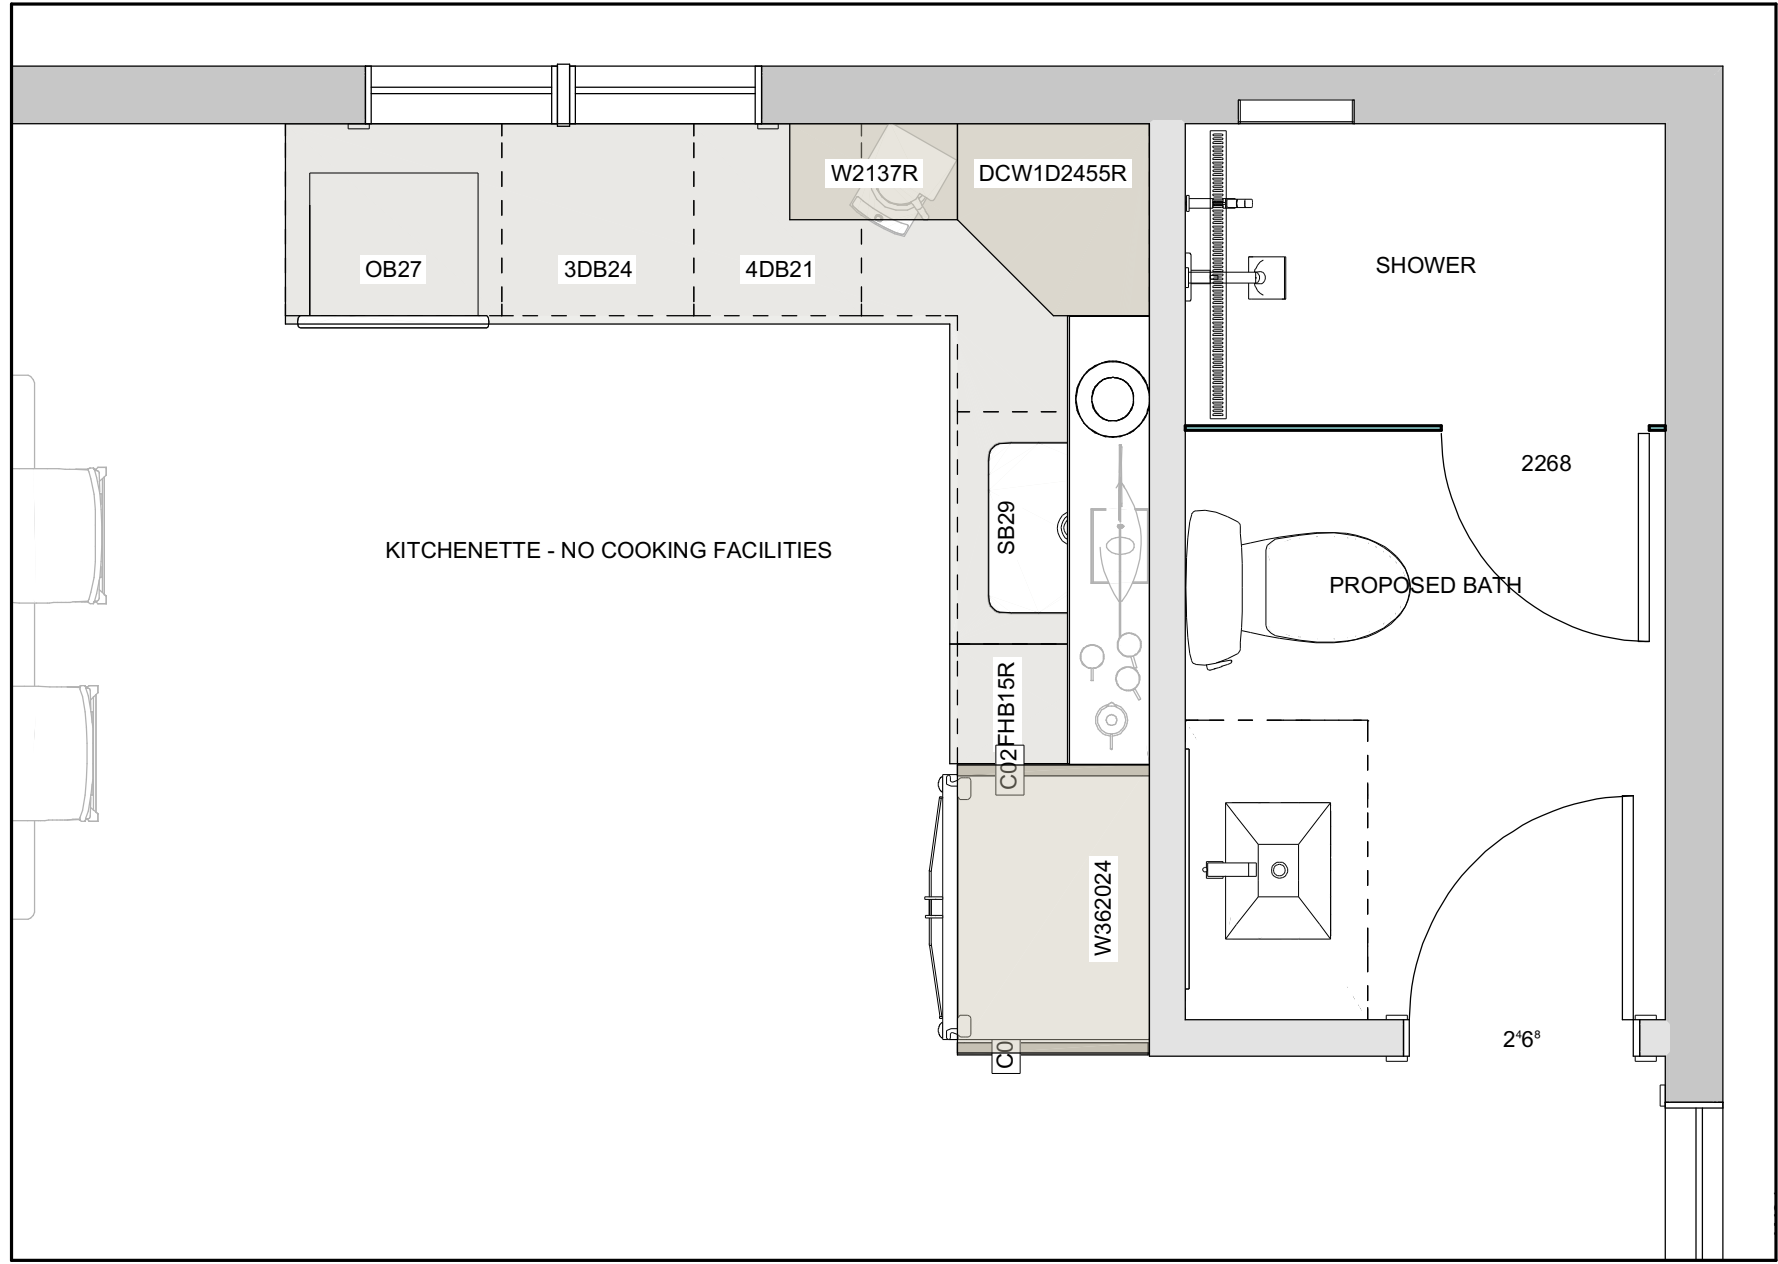 W2137R
DCW1D2455R
OB27
3DB24
4DB21
SHOWER
2268
SB29
KITCHENETTE - NO COOKING FACILITIES
PROPOSED BATH
FHB15R
C02
W362024
C0
2⁴6⁸